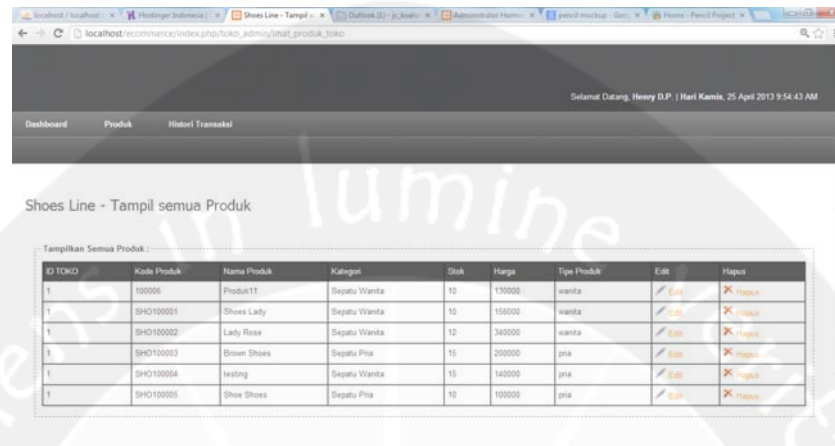 localhost / localhost
Hostinger Indonesia
Shoes Line - Tampil
Outlook
Administrator
pencil mockup - Goo
Home - Pencil Project
localhost/ecommerce/index.php/toko_admin/lihat_produk_toko
Selamat Datang, Henry D.P. | Hari Kamis, 25 April 2013 9:54:43 AM
Dashboard Produk Histori Transaksi
Shoes Line - Tampil semua Produk
Tampilkan Semua Produk :
ID TOKO Kode Produk Nama Produk Kategori Stok Harga Tipe Produk Edit Hapus
1 100006 Produk11 Sepatu Wanita 10 130000 wanita Edit Hapus
1 SHO100001 Shoes Lady Sepatu Wanita 10 156000 wanita Edit Hapus
1 SHO100002 Lady Rose Sepatu Wanita 12 340000 wanita Edit Hapus
1 SHO100003 Brown Shoes Sepatu Pria 15 200000 pria Edit Hapus
1 SHO100004 testing Sepatu Wanita 15 140000 pria Edit Hapus
1 SHO100005 Shoe Shoes Sepatu Pria 10 100000 pria Edit Hapus
ens in lumine